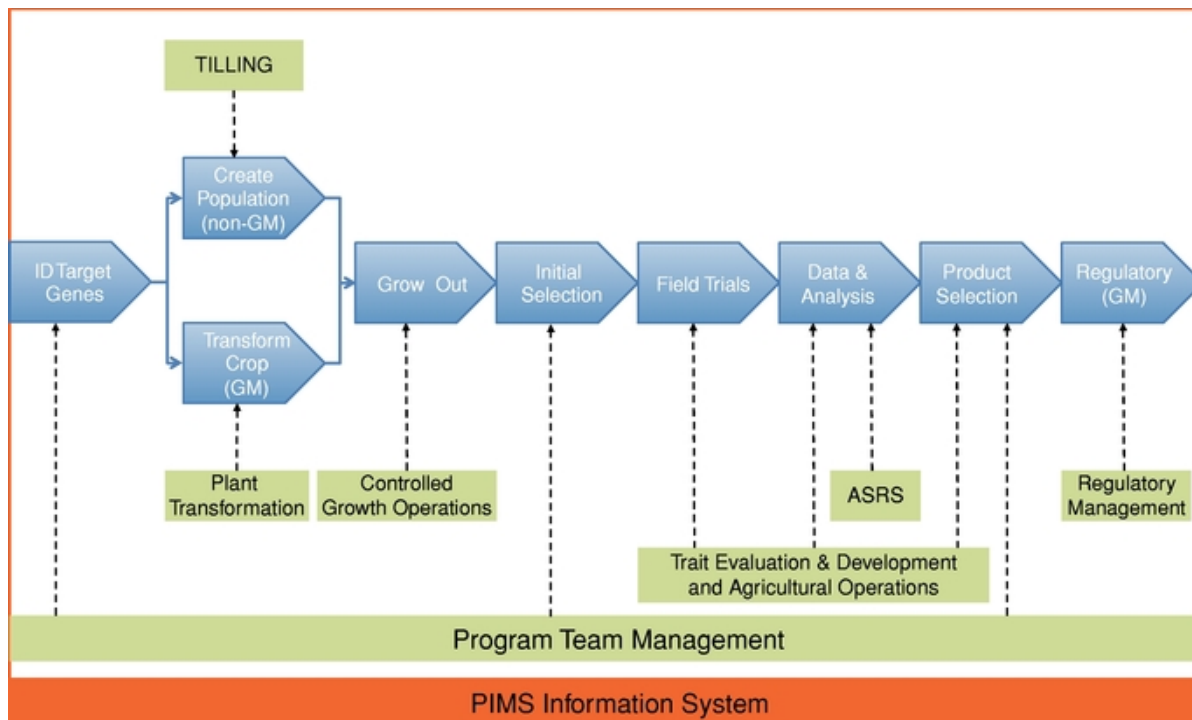 TILLING
Create
Population
(non-GM)
ID Target
Genes
Transform
Crop
(GM)
Grow Out
Initial
Selection
Field Trials
Data &
Analysis
Product
Selection
Regulatory
(GM)
Plant
Transformation
Controlled
Growth Operations
ASRS
Regulatory
Management
Trait Evaluation & Development
and Agricultural Operations
Program Team Management
PIMS Information System